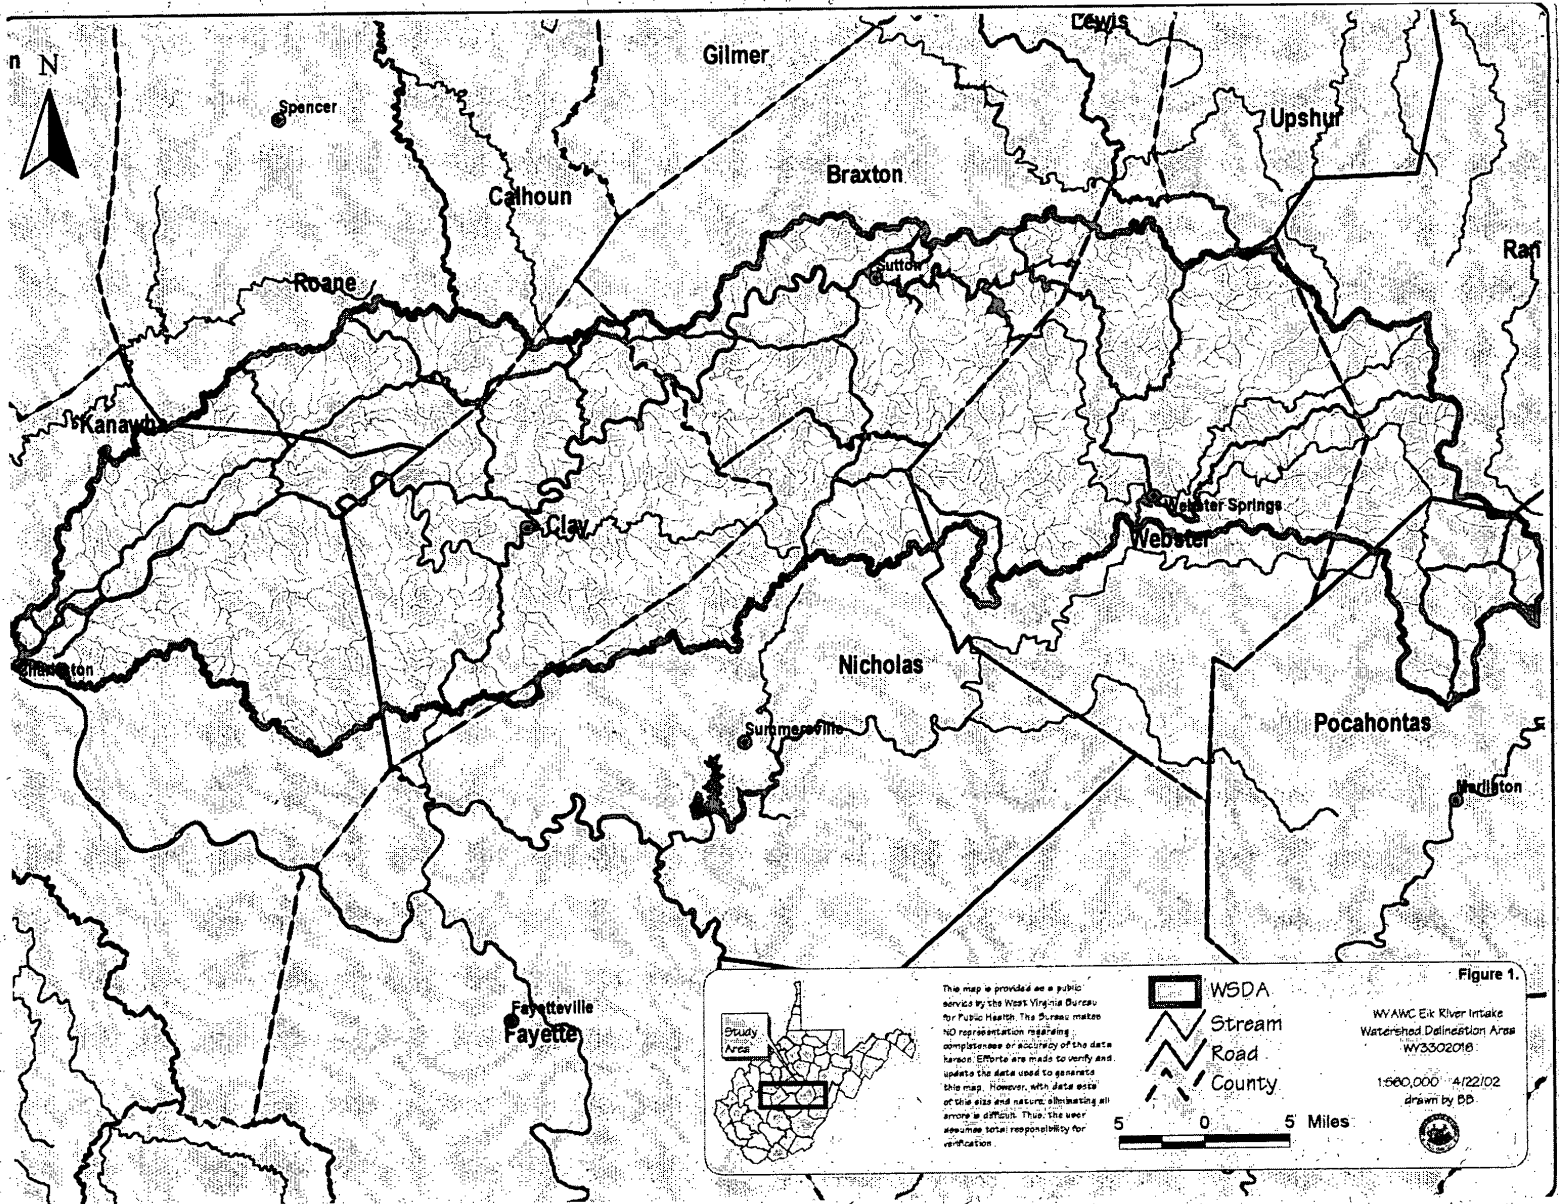 Lewis
Gilmer
n
N
Spencer
Upshur
Braxton
Calhoun
Ran
Sutton
Roane
Kanawha
Webster Springs
Clay
Webster
Charleston
Nicholas
Pocahontas
Summersville
Marlinton
Fayetteville
Fayette
Study
Area
This map is provided as a public
service by the West Virginia Bureau
for Public Health. The Bureau makes
NO representation regarding
completeness or accuracy of the data
hereon. Efforts are made to verify and
update the data used to generate
this map. However, with data sets
of this size and nature, eliminating all
errors is difficult. Thus, the user
assumes total responsibility for
verification.
WSDA
Stream
Road
County
5 0 5 Miles
Figure 1.
WVAWC Elk River Intake
Watershed Delineation Area
WV3302016
1:560,000 4/22/02
drawn by BB